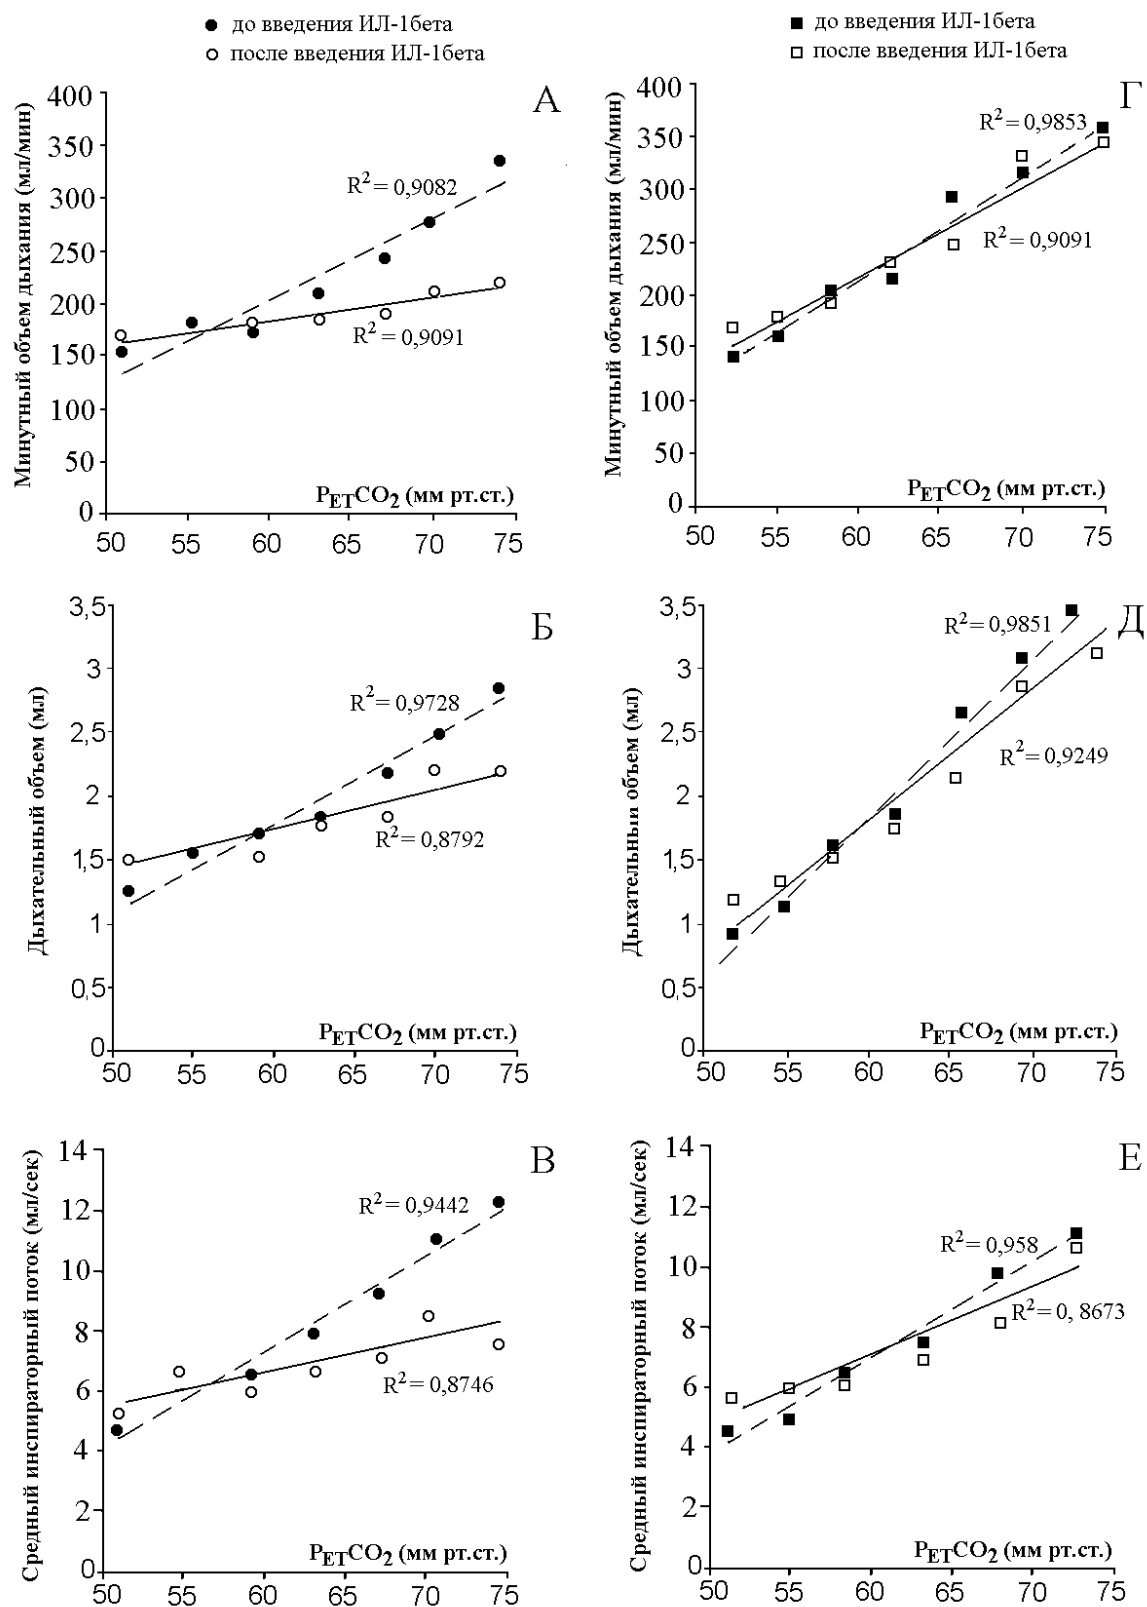 до введения ИЛ-1бета
после введения ИЛ-1бета
до введения ИЛ-1бета
после введения ИЛ-1бета
А
Минутный объем дыхания (мл/мин)
400
350
300
250
200
150
100
50
0
R² = 0,9082
R² = 0,9091
PETCO2 (мм рт.ст.)
50 55 60 65 70 75
Г
Минутный объем дыхания (мл/мин)
400
350
300
250
200
150
100
50
0
R² = 0,9853
R² = 0,9091
PETCO2 (мм рт.ст.)
50 55 60 65 70 75
Б
Дыхательный объем (мл)
3,5
3
2,5
2
1,5
1
0,5
0
R² = 0,9728
R² = 0,8792
PETCO2 (мм рт.ст.)
50 55 60 65 70 75
Д
Дыхательный объем (мл)
3,5
3
2,5
2
1,5
1
0,5
0
R² = 0,9851
R² = 0,9249
PETCO2 (мм рт.ст.)
50 55 60 65 70 75
В
Средный инспираторный поток (мл/сек)
14
12
10
8
6
4
2
0
R² = 0,9442
R² = 0,8746
PETCO2 (мм рт.ст.)
50 55 60 65 70 75
Е
Средный инспираторный поток (мл/сек)
14
12
10
8
6
4
2
0
R² = 0,958
R² = 0, 8673
PETCO2 (мм рт.ст.)
50 55 60 65 70 75